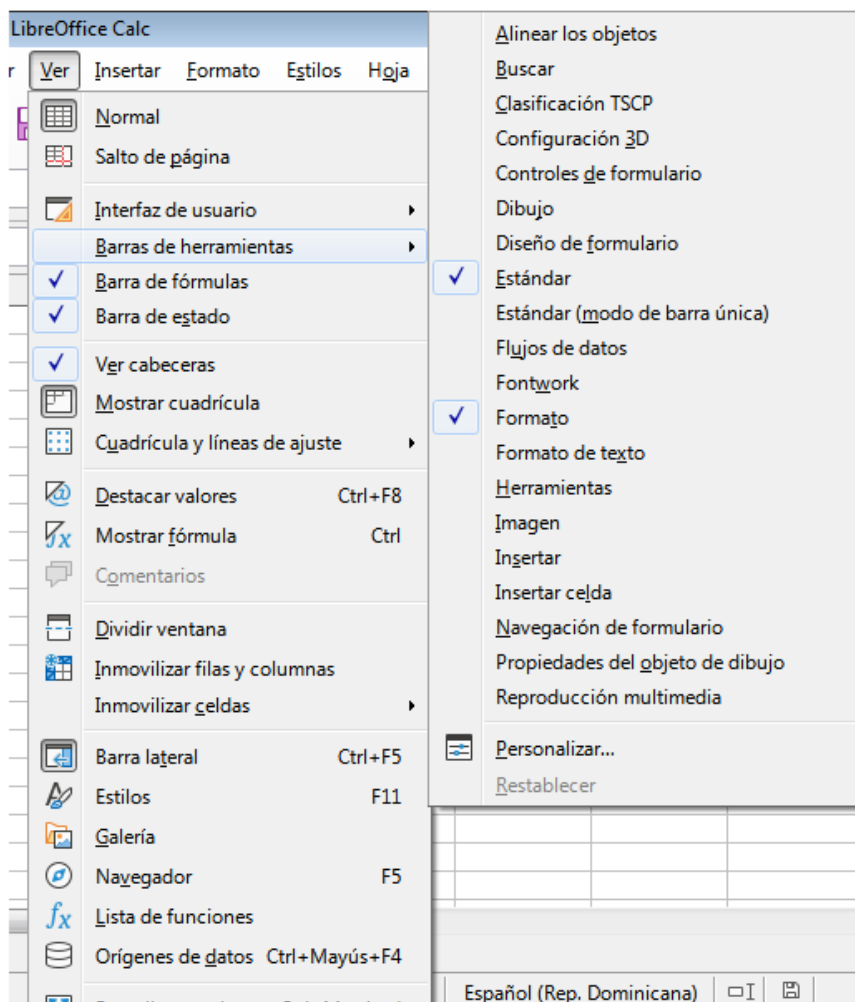 LibreOffice Calc
r Ver Insertar Formato Estilos Hoja
Normal
Salto de página
Interfaz de usuario
Barras de herramientas
Barra de fórmulas
Barra de estado
Ver cabeceras
Mostrar cuadrícula
Cuadrícula y líneas de ajuste
Destacar valores Ctrl+F8
Mostrar fórmula Ctrl
Comentarios
Dividir ventana
Inmovilizar filas y columnas
Inmovilizar celdas
Barra lateral Ctrl+F5
Estilos F11
Galería
Navegador F5
Lista de funciones
Orígenes de datos Ctrl+Mayús+F4
Alinear los objetos
Buscar
Clasificación TSCP
Configuración 3D
Controles de formulario
Dibujo
Diseño de formulario
Estándar
Estándar (modo de barra única)
Flujos de datos
Fontwork
Formato
Formato de texto
Herramientas
Imagen
Insertar
Insertar celda
Navegación de formulario
Propiedades del objeto de dibujo
Reproducción multimedia
Personalizar...
Restablecer
Español (Rep. Dominicana)